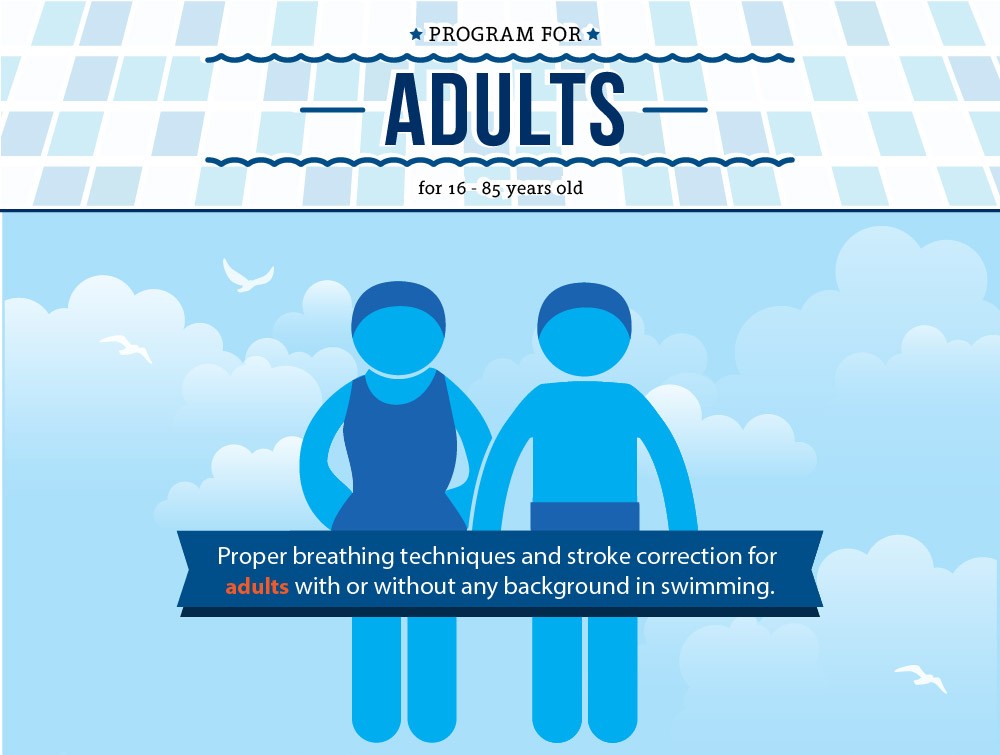 PROGRAM FOR
ADULTS
for 16 - 85 years old
Proper breathing techniques and stroke correction for
adults with or without any background in swimming.